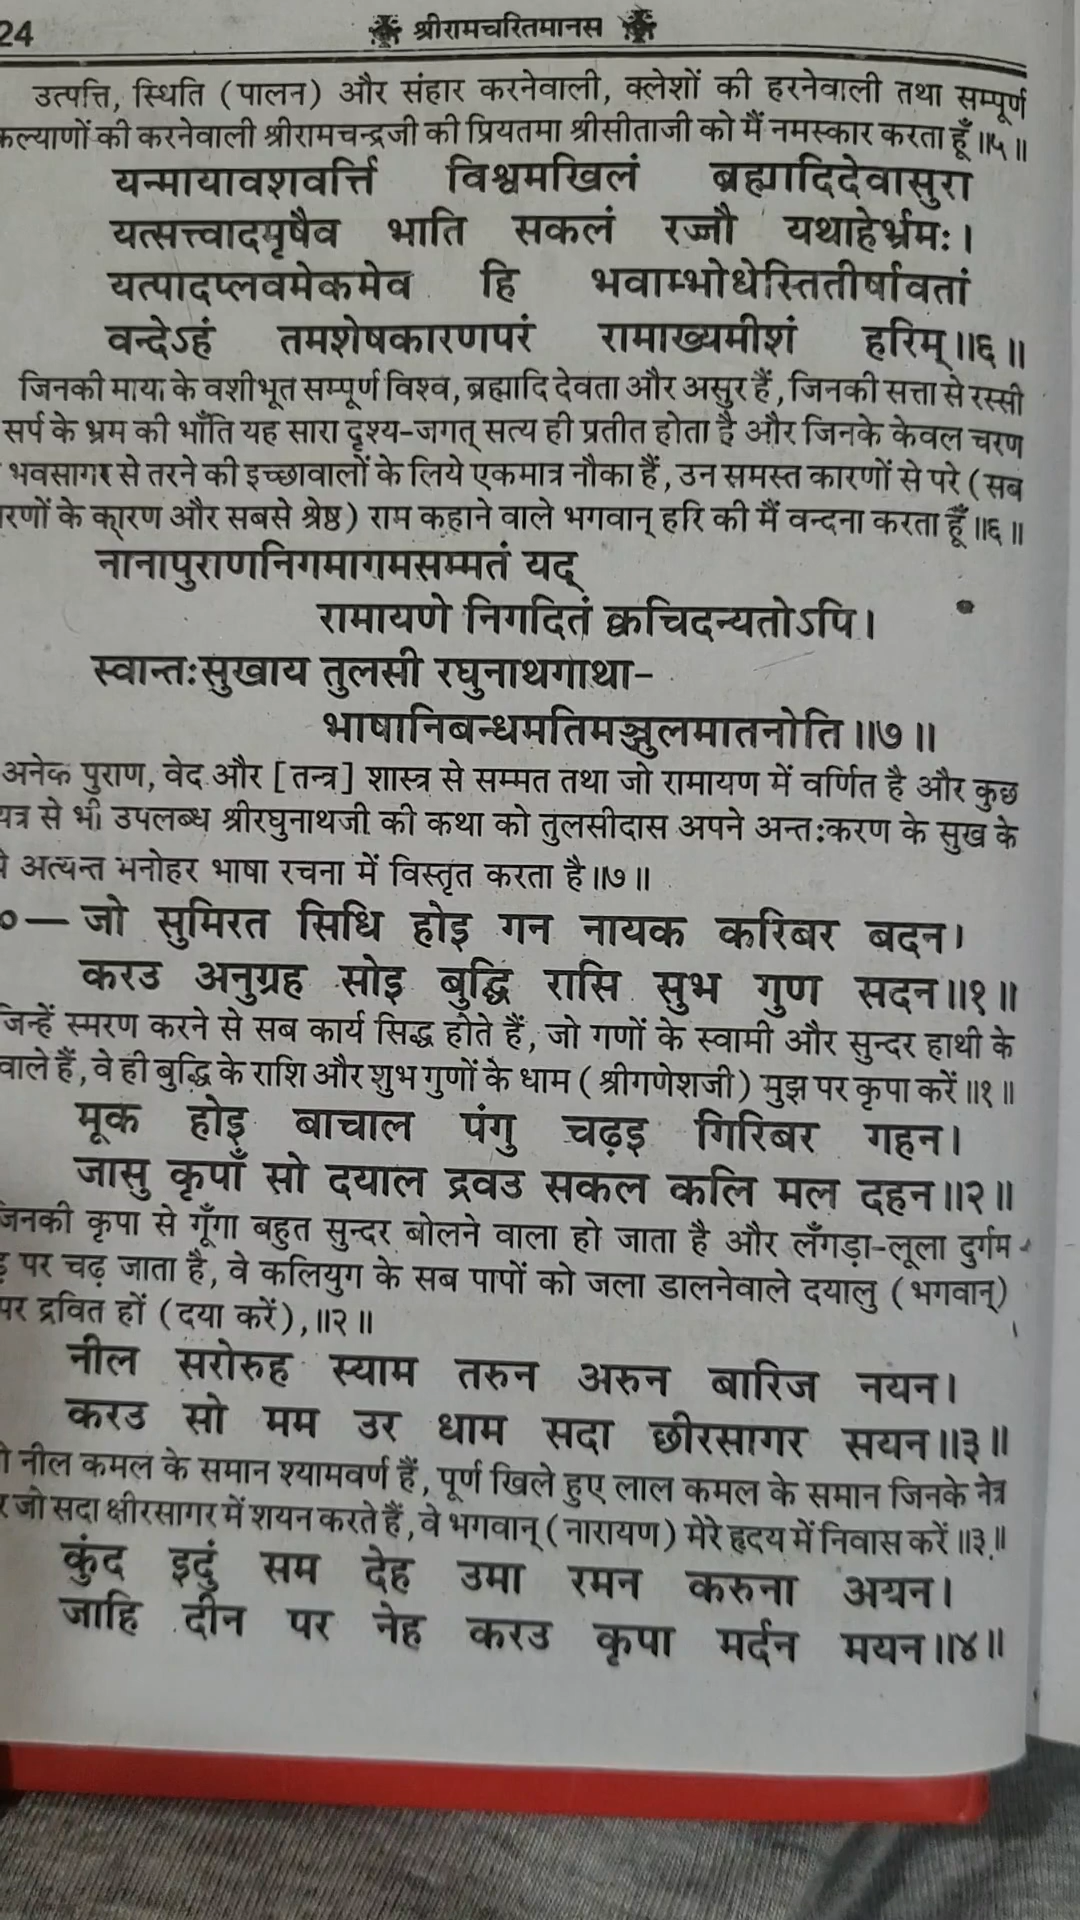 24 श्रीरामचरितमानस
उत्पत्ति, स्थिति (पालन) और संहार करनेवाली, क्लेशों की हरनेवाली तथा सम्पूर्ण
कल्याणों की करनेवाली श्रीरामचन्द्रजी की प्रियतमा श्रीसीताजी को मैं नमस्कार करता हूँ॥५॥
यन्मायावशवर्त्ति विश्वमखिलं ब्रह्मादिदेवासुरा
यत्सत्त्वादमृषैव भाति सकलं रज्जौ यथाहेर्भ्रमः।
यत्पादप्लवमेकमेव हि भवाम्भोधेस्तितीर्षावतां
वन्देऽहं तमशेषकारणपरं रामाख्यमीशं हरिम्॥६॥
जिनकी माया के वशीभूत सम्पूर्ण विश्व, ब्रह्मादि देवता और असुर हैं, जिनकी सत्ता से रस्सी
सर्प के भ्रम की भाँति यह सारा दृश्य-जगत् सत्य ही प्रतीत होता है और जिनके केवल चरण
भवसागर से तरने की इच्छावालों के लिये एकमात्र नौका हैं, उन समस्त कारणों से परे (सब
रणों के कारण और सबसे श्रेष्ठ) राम कहाने वाले भगवान् हरि की मैं वन्दना करता हूँ॥६॥
नानापुराणनिगमागमसम्मतं यद्
रामायणे निगदितं क्वचिदन्यतोऽपि।
स्वान्तःसुखाय तुलसी रघुनाथगाथा-
भाषानिबन्धमतिमञ्जुलमातनोति॥७॥
अनेक पुराण, वेद और [तन्त्र] शास्त्र से सम्मत तथा जो रामायण में वर्णित है और कुछ
यत्र से भी उपलब्ध श्रीरघुनाथजी की कथा को तुलसीदास अपने अन्तःकरण के सुख के
अत्यन्त मनोहर भाषा रचना में विस्तृत करता है॥७॥
०— जो सुमिरत सिधि होइ गन नायक करिबर बदन।
करउ अनुग्रह सोइ बुद्धि रासि सुभ गुण सदन॥१॥
जिन्हें स्मरण करने से सब कार्य सिद्ध होते हैं, जो गणों के स्वामी और सुन्दर हाथी के
वाले हैं, वे ही बुद्धि के राशि और शुभ गुणों के धाम (श्रीगणेशजी) मुझ पर कृपा करें॥१॥
मूक होइ बाचाल पंगु चढ़इ गिरिबर गहन।
जासु कृपाँ सो दयाल द्रवउ सकल कलि मल दहन॥२॥
जिनकी कृपा से गूँगा बहुत सुन्दर बोलने वाला हो जाता है और लँगड़ा-लूला दुर्गम
पर चढ़ जाता है, वे कलियुग के सब पापों को जला डालनेवाले दयालु (भगवान्)
पर द्रवित हों (दया करें),॥२॥
नील सरोरुह स्याम तरुन अरुन बारिज नयन।
करउ सो मम उर धाम सदा छीरसागर सयन॥३॥
नील कमल के समान श्यामवर्ण हैं, पूर्ण खिले हुए लाल कमल के समान जिनके नेत्र
जो सदा क्षीरसागर में शयन करते हैं, वे भगवान् (नारायण) मेरे हृदय में निवास करें॥३॥
कुंद इदुं सम देह उमा रमन करुना अयन।
जाहि दीन पर नेह करउ कृपा मर्दन मयन॥४॥